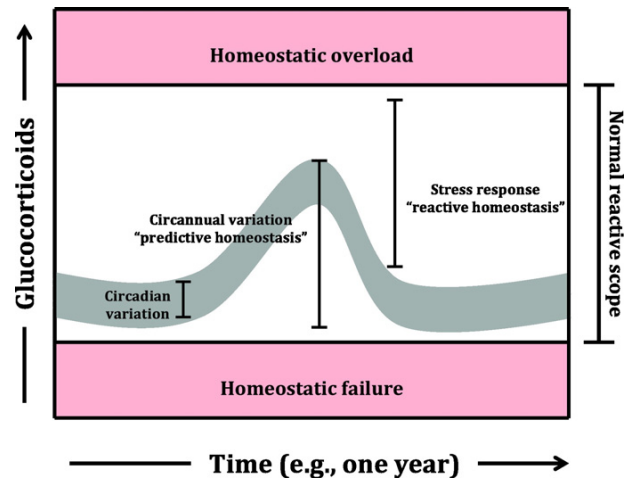 Homeostatic overload
Glucocorticoids
Normal reactive scope
Stress response
"reactive homeostasis"
Circannual variation
"predictive homeostasis"
Circadian
variation
Homeostatic failure
Time (e.g., one year)